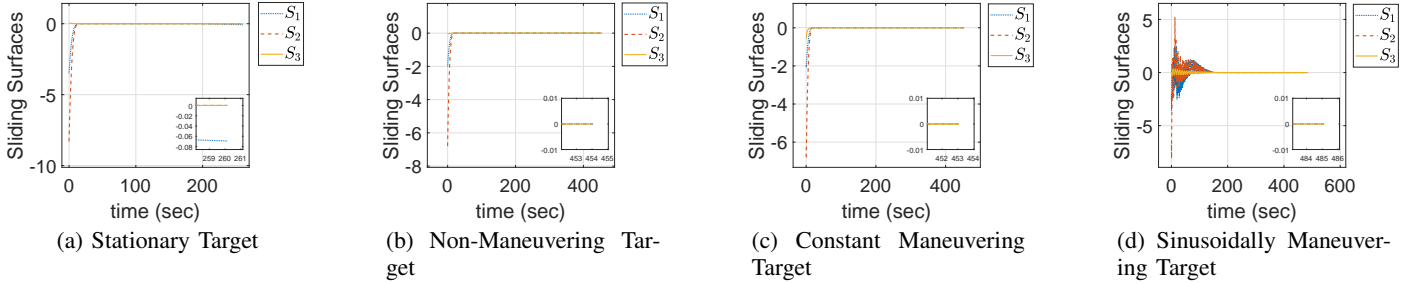 0
-5
-10
0
100
200
Sliding Surfaces
time (sec)
S1
S2
S3
0
-0.02
-0.04
-0.06
-0.08
259
260
261
(a) Stationary Target
0
-2
-4
-6
-8
0
200
400
Sliding Surfaces
time (sec)
S1
S2
S3
0.01
0
-0.01
453
454
455
(b) Non-Maneuvering Tar-
get
0
-2
-4
-6
0
200
400
Sliding Surfaces
time (sec)
S1
S2
S3
0.01
0
-0.01
452
453
454
(c) Constant Maneuvering
Target
5
0
-5
0
200
400
600
Sliding Surfaces
time (sec)
S1
S2
S3
0.01
0
-0.01
484
485
486
(d) Sinusoidally Maneuver-
ing Target